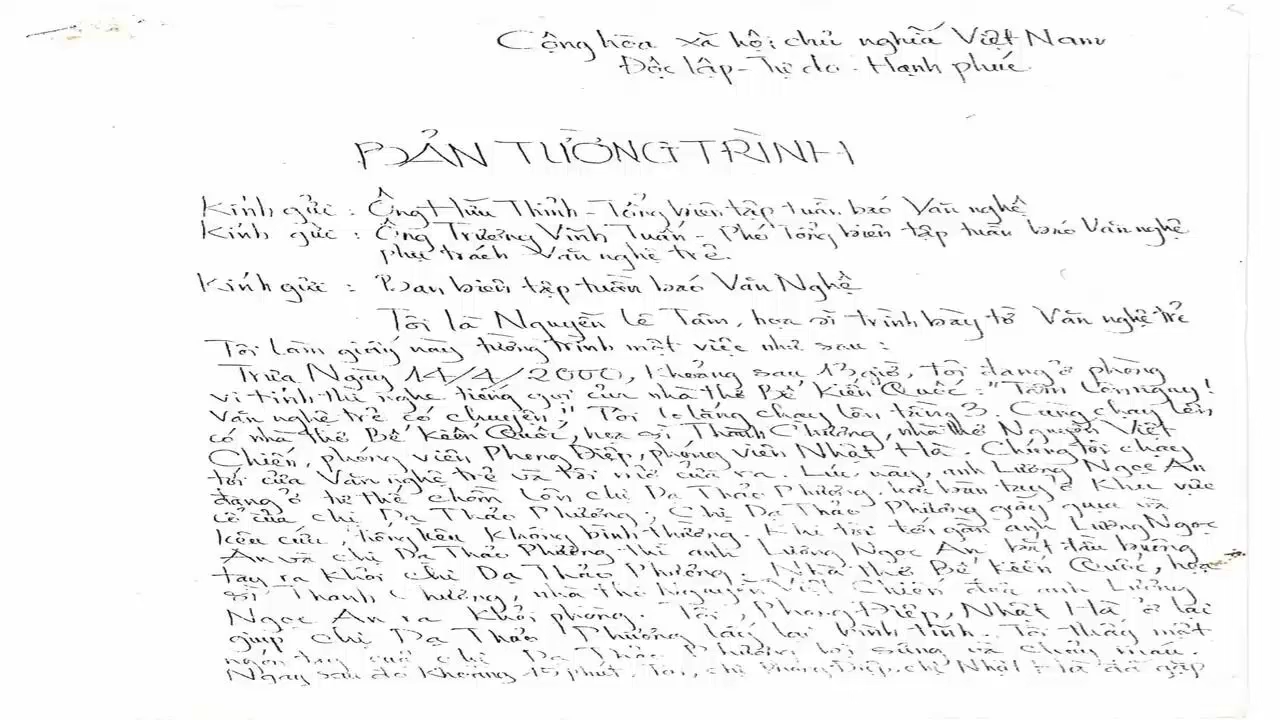 Cộng hòa xã hội chủ nghĩa Việt Nam
Độc lập - Tự do - Hạnh phúc
BẢN TƯỜNG TRÌNH
Kính gửi : Ông Hữu Thỉnh - Tổng biên tập tuần báo Văn nghệ
Kính gửi : Ông Trương Vĩnh Tuấn - Phó Tổng biên tập tuần báo Văn nghệ
phụ trách Văn nghệ trẻ.
Kính gửi : Ban biên tập tuần báo Văn Nghệ
Tôi là Nguyễn Lê Tâm, họa sĩ trình bày tờ Văn nghệ trẻ
Tôi làm giấy này tường trình một việc như sau :
Trưa Ngày 14/4/2000, khoảng sau 13 giờ, tôi đang ở phòng
vi tính thì nghe tiếng gọi của nhà thơ Bế Kiến Quốc : "Tâm lên ngay!
Văn nghệ trẻ có chuyện!" Tôi lo lắng chạy lên tầng 3. Cùng chạy lên
có nhà thơ Bế Kiến Quốc, họa sĩ Thành Chương, nhà thơ Nguyễn Việt
Chiến, phóng viên Phong Điệp, phóng viên Nhật Hà. Chúng tôi chạy
tới cửa Văn nghệ trẻ và tôi mở cửa ra. Lúc này, anh Lương Ngọc An
đang ở tư thế chồm lên chị Dạ Thảo Phương, hai bàn tay ở khu vực
cổ của chị Dạ Thảo Phương; Chị Dạ Thảo Phương giãy giụa và
kêu cứu, tiếng kêu không bình thường. Khi tôi tới gần anh Lương Ngọc
An và chị Dạ Thảo Phương thì anh Lương Ngọc An bắt đầu buông
tay ra khỏi chị Dạ Thảo Phương. Nhà thơ Bế Kiến Quốc, họa
sĩ Thành Chương, nhà thơ Nguyễn Việt Chiến đưa anh Lương
Ngọc An ra khỏi phòng. Tôi, Phong Điệp, Nhật Hà ở lại
giúp chị Dạ Thảo Phương lấy lại bình tĩnh. Tôi thấy một
ngón tay của chị Dạ Thảo Phương bị sưng và chảy máu.
Ngay sau đó khoảng 15 phút, tôi, chị Phong Điệp, chị Nhật Hà đã gặp